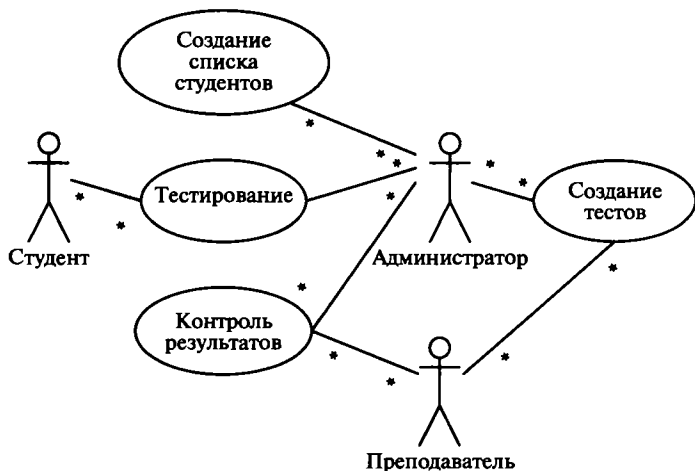 Создание
списка
студентов
*
*
*
*
*
Тестирование
*
*
*
*
Создание
тестов
Студент
Администратор
*
*
Контроль
результатов
*
*
*
Преподаватель